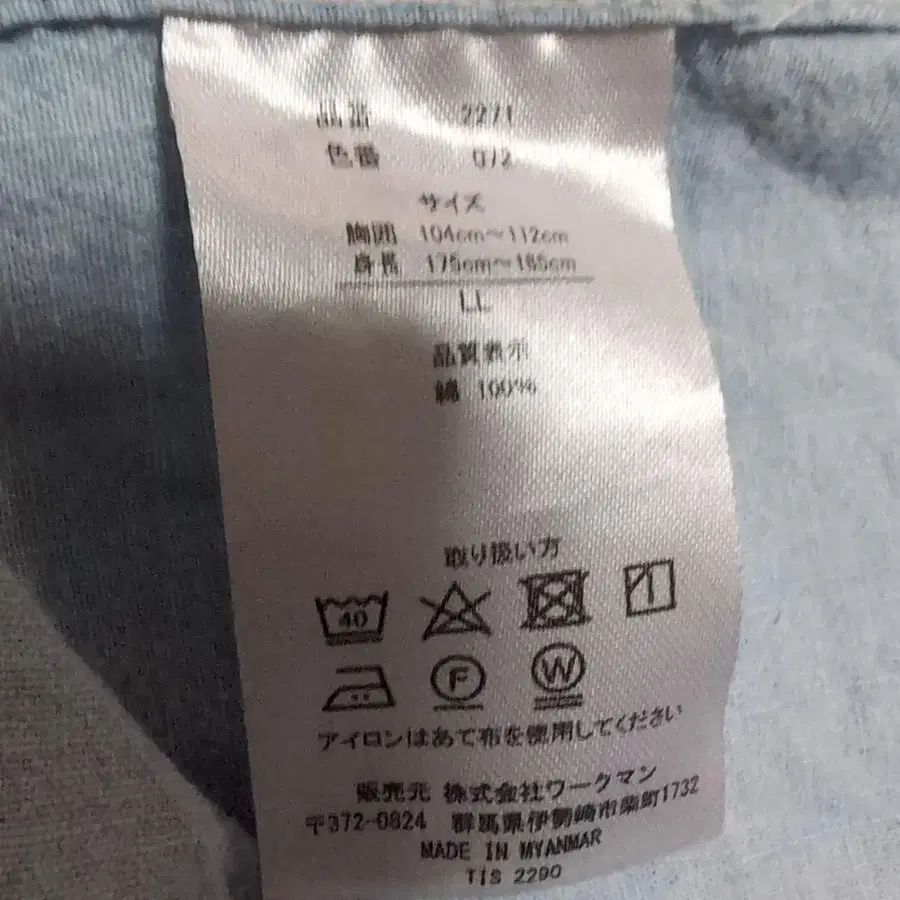 品番 2271
色番 072
サイズ
胸囲 104cm～112cm
身長 175cm～185cm
LL
品質表示
綿 100%
取り扱い方
40
F W
アイロンはあて布を使用してください
販売元 株式会社ワークマン
〒372-0824 群馬県伊勢崎市柴町1732
MADE IN MYANMAR
TIS 2290